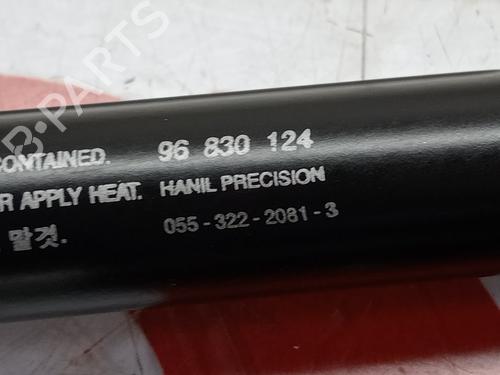 B-PARTS
CONTAINED. 96 830 124
R APPLY HEAT. HANIL PRECISION
말것. 055-322-2081-3